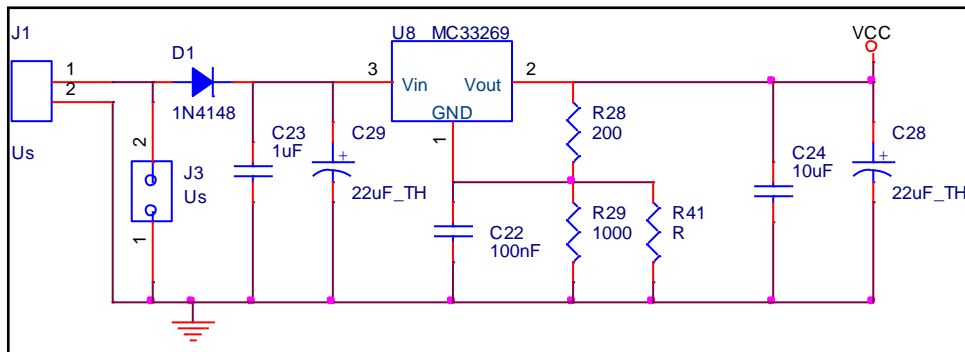 J1
1
2
Us
D1
1N4148
2
J3
Us
1
C23
1uF
C29
22uF_TH
U8 MC33269
3
Vin
Vout
GND
2
1
R28
200
C22
100nF
R29
1000
R41
R
VCC
C24
10uF
C28
22uF_TH
+
+